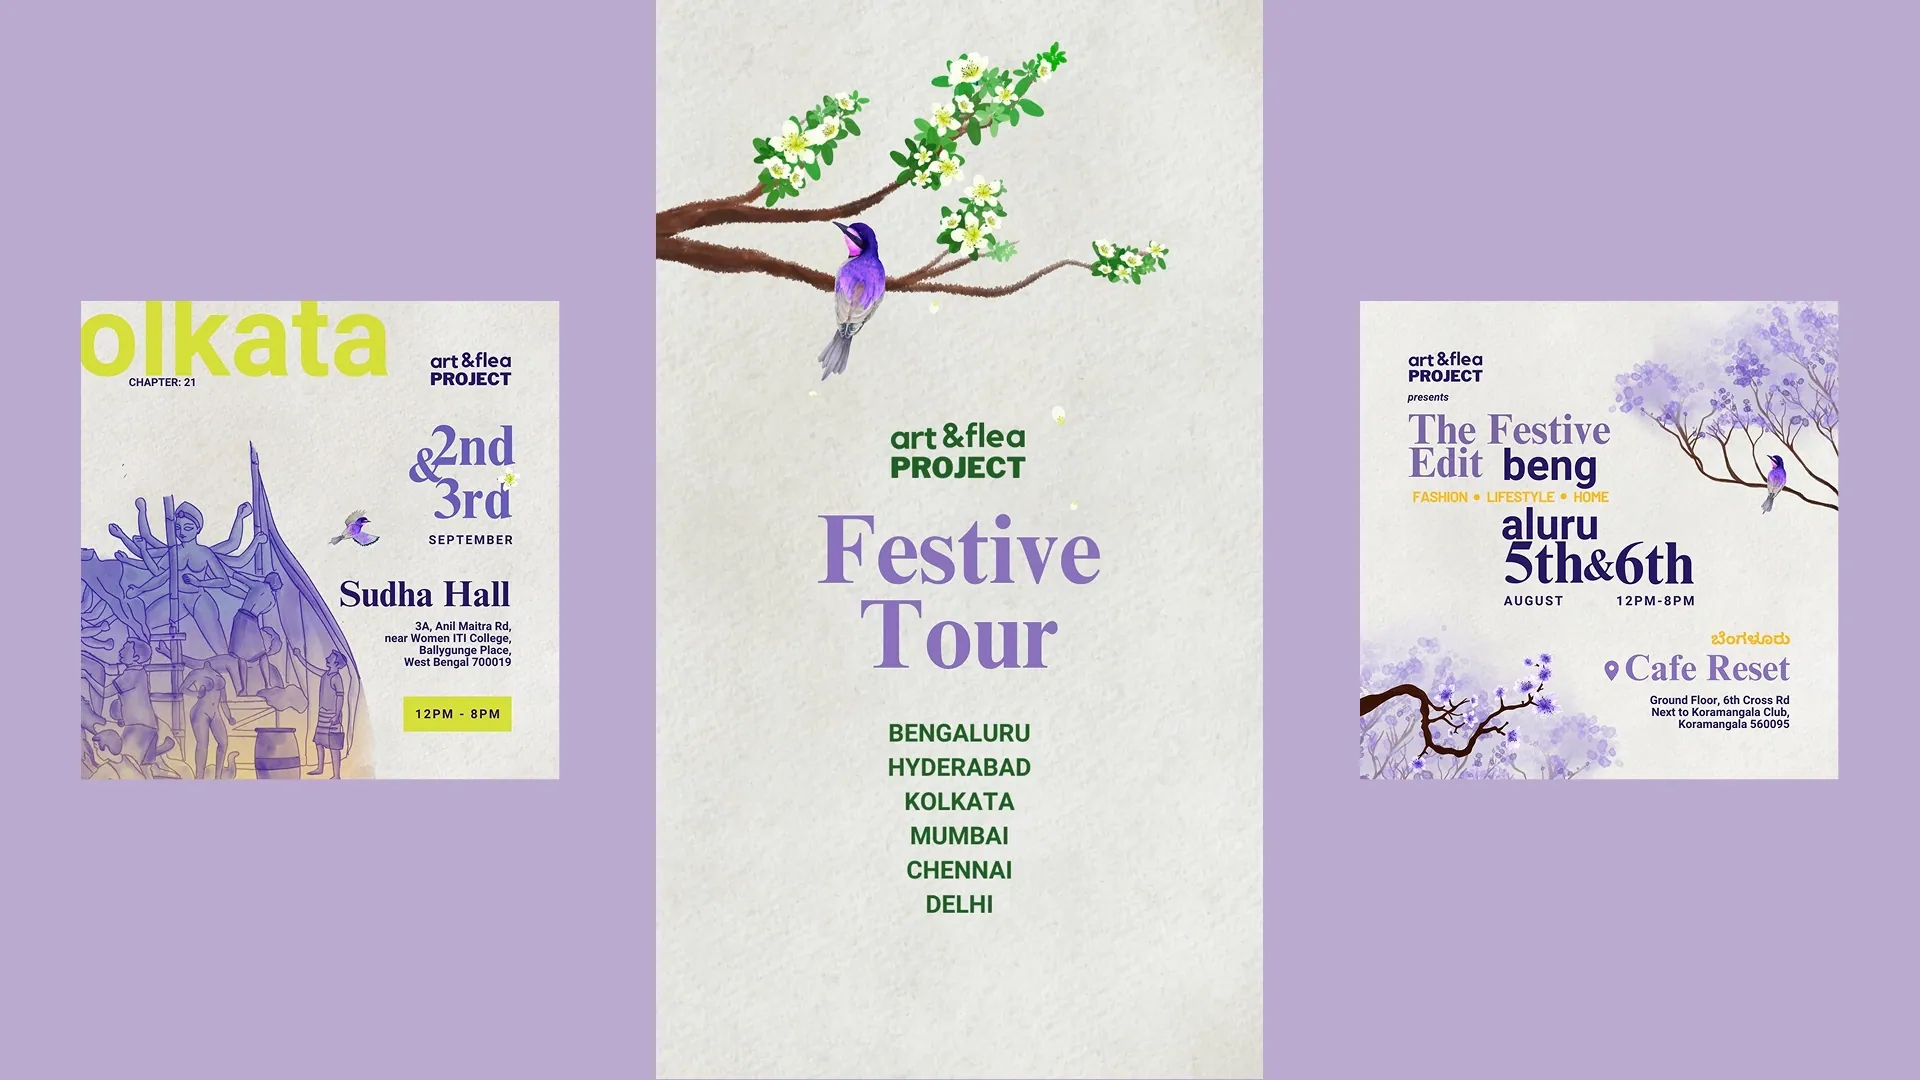 olkata
CHAPTER: 21
art &flea
PROJECT
2nd
&
3rd
SEPTEMBER
Sudha Hall
3A, Anil Maitra Rd,
near Women ITI College,
Ballygunge Place,
West Bengal 700019
12PM - 8PM
art &flea
PROJECT
Festive
Tour
BENGALURU
HYDERABAD
KOLKATA
MUMBAI
CHENNAI
DELHI
art &flea
PROJECT
presents
The Festive
Edit beng
FASHION • LIFESTYLE • HOME
aluru
5th&6th
AUGUST 12PM-8PM
ಬೆಂಗಳೂರು
Cafe Reset
Ground Floor, 6th Cross Rd
Next to Koramangala Club,
Koramangala 560095